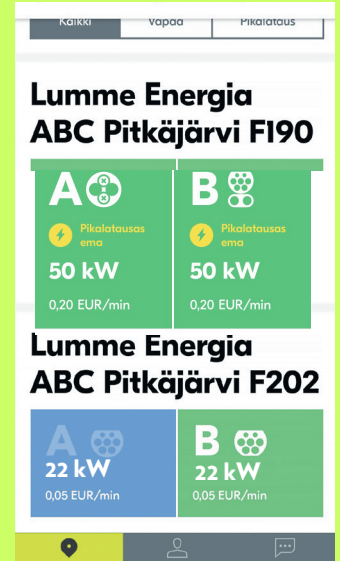 Kaikki Vapaa Pikalataus
Lumme Energia
ABC Pitkäjärvi F190
A B
Pikalatausas Pikalatausas
ema ema
50 kW 50 kW
0,20 EUR/min 0,20 EUR/min
Lumme Energia
ABC Pitkäjärvi F202
A B
22 kW 22 kW
0,05 EUR/min 0,05 EUR/min